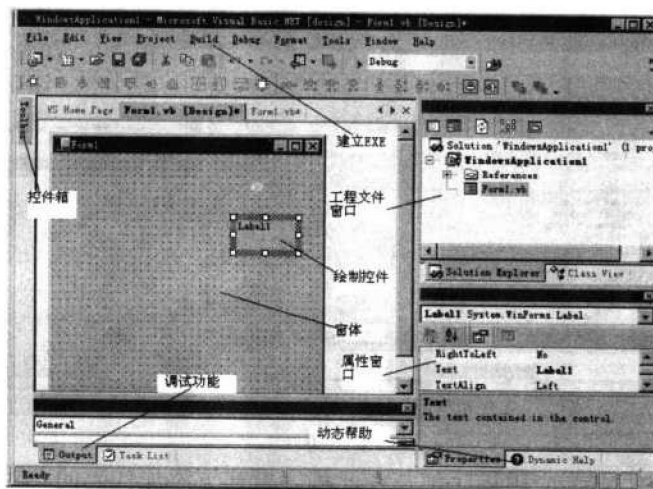 WindowsApplication1 - Microsoft Visual Basic.NET [design] - Form1.vb [Design]*
File Edit View Project Build Debug Format Tools Window Help
Debug
Toolbox
VS Home Page Form1.vb [Design]* Form1.vb*
Form1
建立EXE
控件箱
Label1
工程文件
窗口
绘制控件
窗体
属性窗
口
调试功能
General
动态帮助
Output Task List
Ready
Solution 'WindowsApplication1' (1 proj
WindowsApplication1
References
Form1.vb
Solution Explorer Class View
Label1 System.WinForms.Label
RightToLeft No
Text Label1
TextAlign Left
Text
The text contained in the control.
Properties Dynamic Help